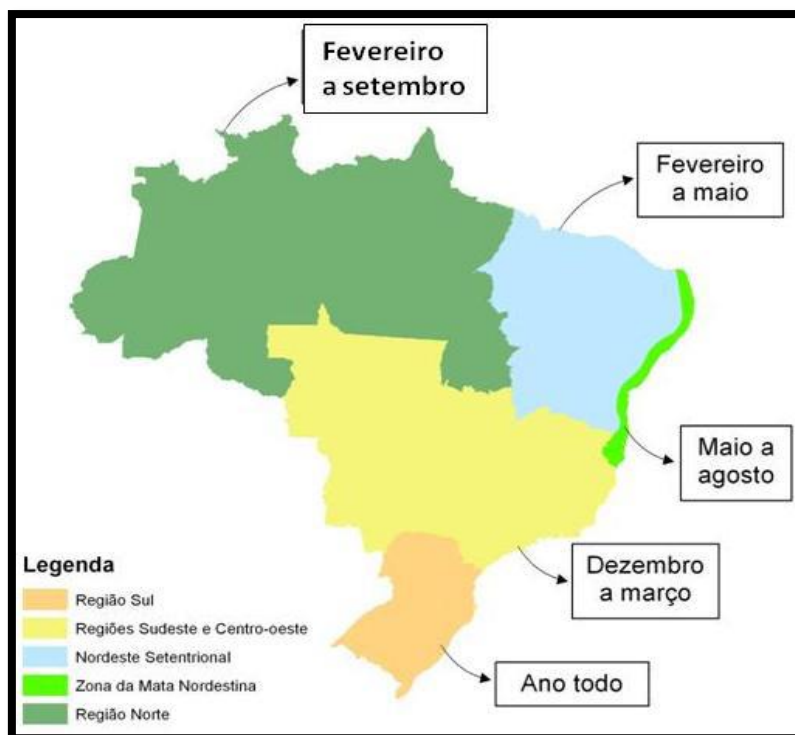 Fevereiro
a setembro
Fevereiro
a maio
Maio a
agosto
Dezembro
a março
Ano todo
Legenda
Região Sul
Regiões Sudeste e Centro-oeste
Nordeste Setentrional
Zona da Mata Nordestina
Região Norte